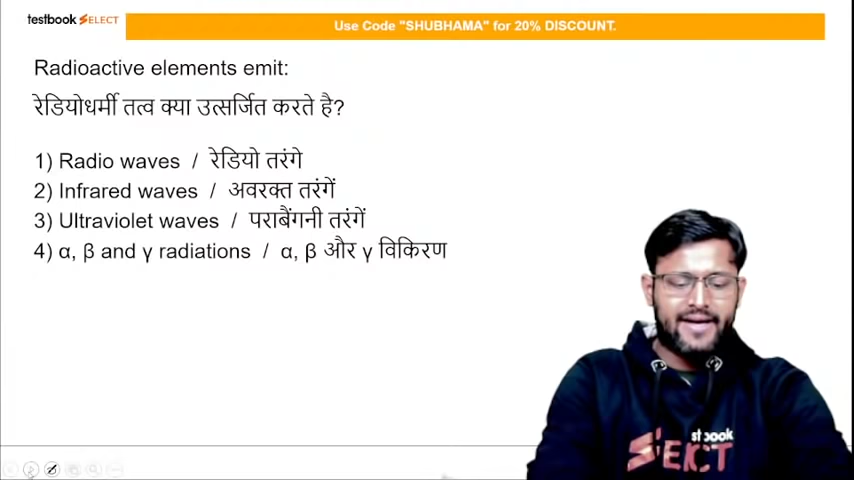 testbook SELECT
Use Code "SHUBHAMA" for 20% DISCOUNT.
Radioactive elements emit:
रेडियोधर्मी तत्व क्या उत्सर्जित करते है?
1) Radio waves / रेडियो तरंगे
2) Infrared waves / अवरक्त तरंगें
3) Ultraviolet waves / पराबैंगनी तरंगें
4) α, β and γ radiations / α, β और γ विकिरण
testbook
SELECT